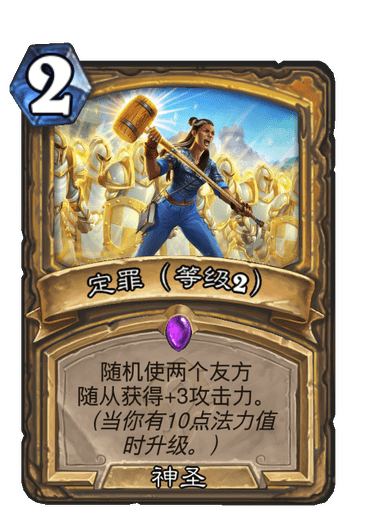 2
定罪（等级2）
随机使两个友方
随从获得+3攻击力。
（当你有10点法力值
时升级。）
神圣